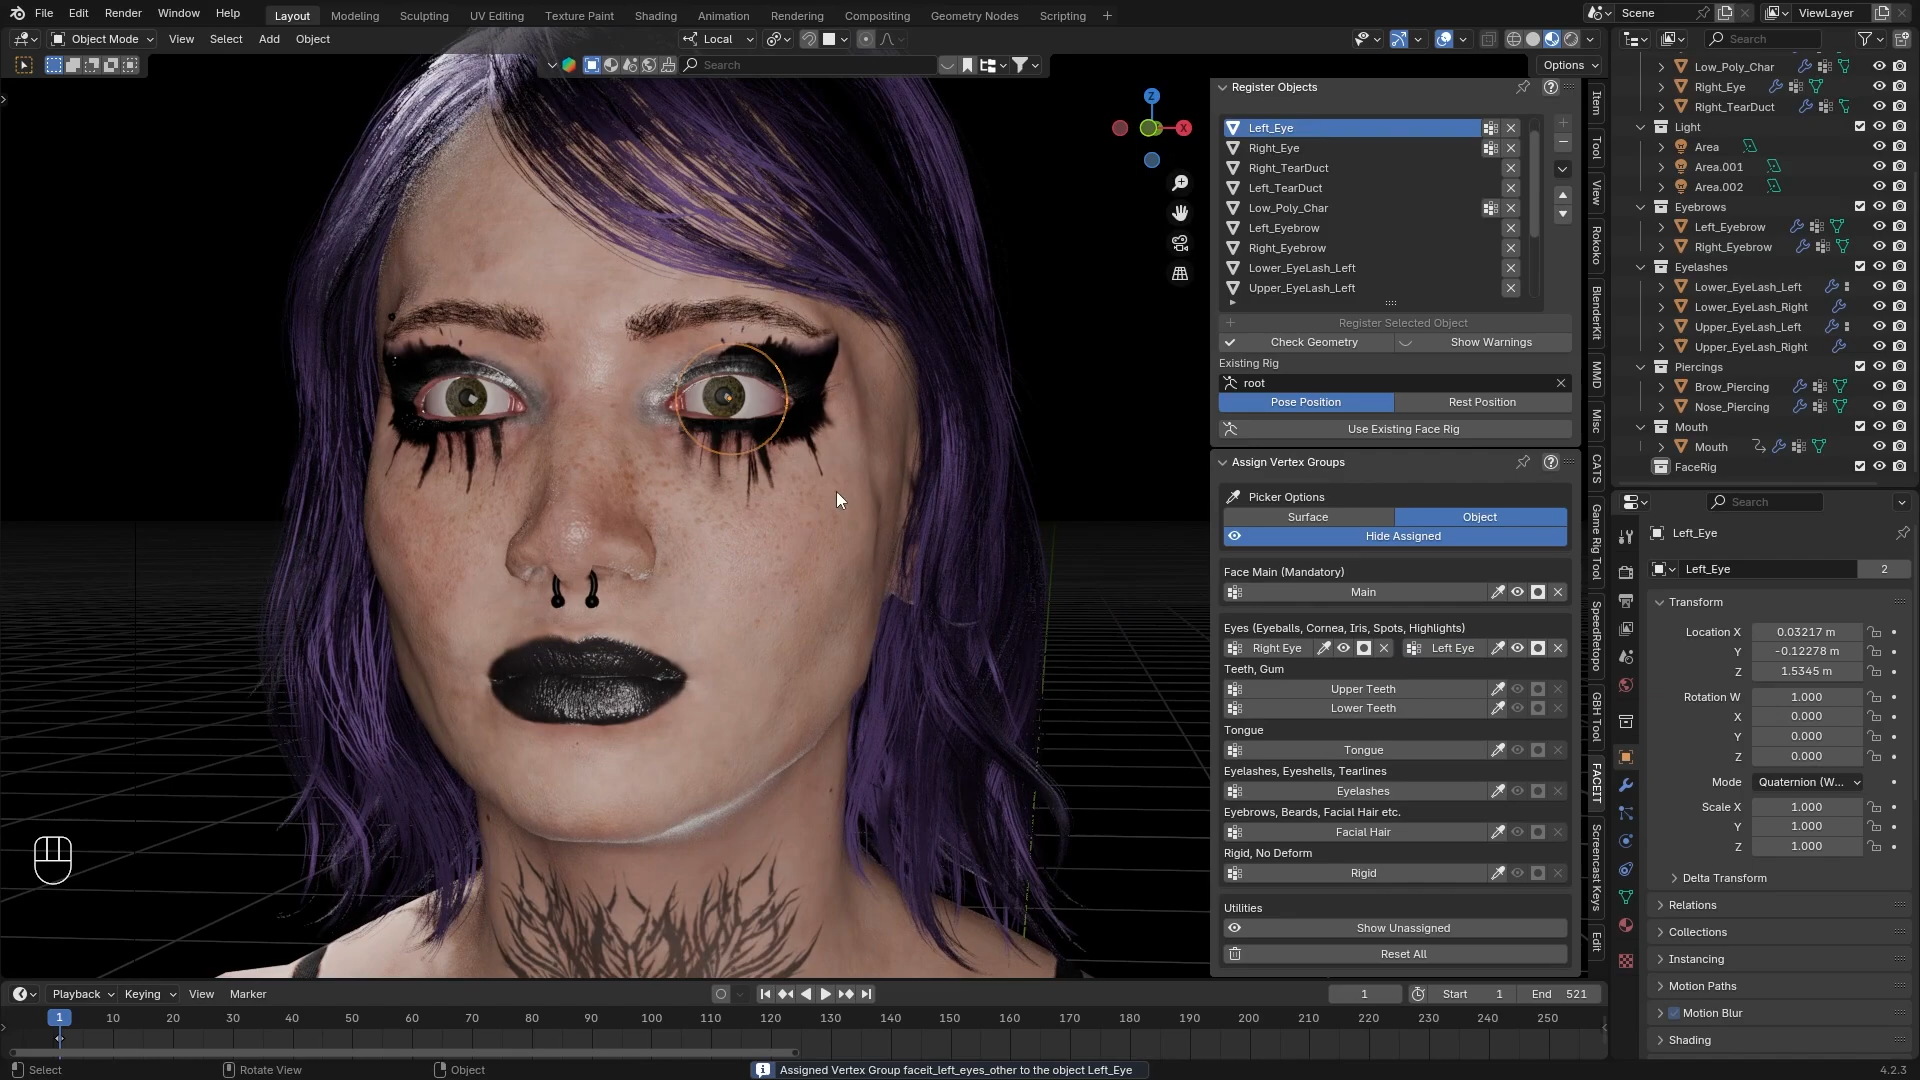 File Edit Render Window Help Layout Modeling Sculpting UV Editing Texture Paint Shading Animation Rendering Compositing Geometry Nodes Scripting + Scene ViewLayer
Object Mode View Select Add Object Local Search
Search Options
Register Objects
Left_Eye
Right_Eye
Right_TearDuct
Left_TearDuct
Low_Poly_Char
Left_Eyebrow
Right_Eyebrow
Lower_EyeLash_Left
Upper_EyeLash_Left
Register Selected Object
Check Geometry Show Warnings
Existing Rig
root
Pose Position Rest Position
Use Existing Face Rig
Assign Vertex Groups
Picker Options
Surface Object
Hide Assigned
Face Main (Mandatory)
Main
Eyes (Eyeballs, Cornea, Iris, Spots, Highlights)
Right Eye Left Eye
Teeth, Gum
Upper Teeth
Lower Teeth
Tongue
Tongue
Eyelashes, Eyeshells, Tearlines
Eyelashes
Eyebrows, Beards, Facial Hair etc.
Facial Hair
Rigid, No Deform
Rigid
Utilities
Show Unassigned
Reset All
Item
Tool
View
Rokoko
BlenderKit
MMD
Misc
CATS
Game Rig Tool
SpeedRetopo
GBH Tool
FACEIT
Screencast Keys
Edit
Z
X
Low_Poly_Char
Right_Eye
Right_TearDuct
Light
Area
Area.001
Area.002
Eyebrows
Left_Eyebrow
Right_Eyebrow
Eyelashes
Lower_EyeLash_Left
Lower_EyeLash_Right
Upper_EyeLash_Left
Upper_EyeLash_Right
Piercings
Brow_Piercing
Nose_Piercing
Mouth
Mouth
FaceRig
Search
Left_Eye
Left_Eye 2
Transform
Location X 0.03217 m
Y -0.12278 m
Z 1.5345 m
Rotation W 1.000
X 0.000
Y 0.000
Z 0.000
Mode Quaternion (W...
Scale X 1.000
Y 1.000
Z 1.000
Delta Transform
Relations
Collections
Instancing
Motion Paths
Motion Blur
Shading
Playback Keying View Marker 1 Start 1 End 521
1 10 20 30 40 50 60 70 80 90 100 110 120 130 140 150 160 170 180 190 200 210 220 230 240 250
Select Rotate View Object Assigned Vertex Group faceit_left_eyes_other to the object Left_Eye 4.2.3